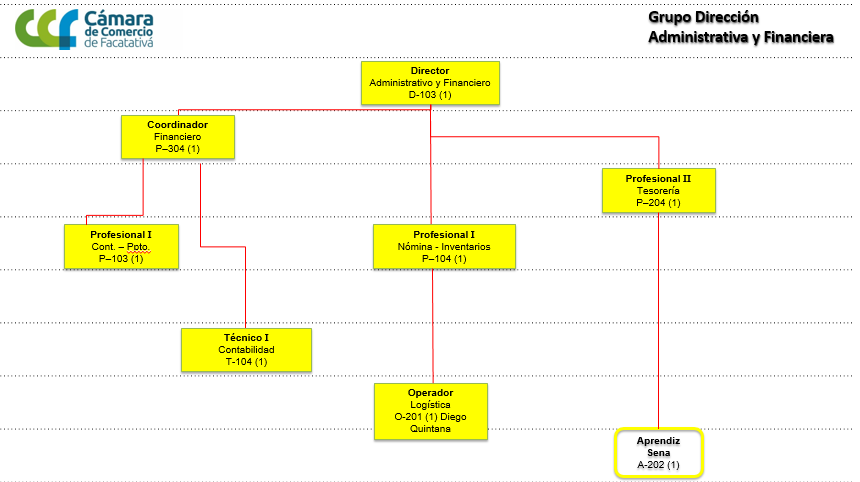 Cámara
de Comercio
de Facatativá
Grupo Dirección
Administrativa y Financiera
Director
Administrativo y Financiero
D-103 (1)
Coordinador
Financiero
P–304 (1)
Profesional II
Tesorería
P–204 (1)
Profesional I
Cont. – Ppto.
P–103 (1)
Profesional I
Nómina - Inventarios
P–104 (1)
Técnico I
Contabilidad
T-104 (1)
Operador
Logística
O-201 (1) Diego
Quintana
Aprendiz
Sena
A-202 (1)